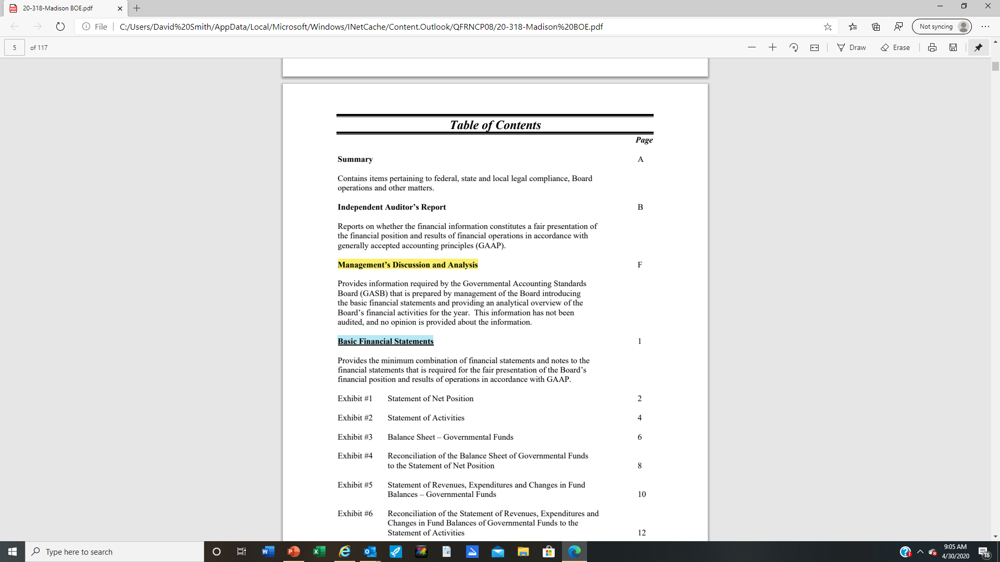 20-318-Madison BOE.pdf
File
C:/Users/David%20Smith/AppData/Local/Microsoft/Windows/INetCache/Content.Outlook/QFRNCP08/20-318-Madison%20BOE.pdf
Not syncing
5 of 117
Draw
Erase
Table of Contents
Page
Summary A
Contains items pertaining to federal, state and local legal compliance, Board
operations and other matters.
Independent Auditor’s Report B
Reports on whether the financial information constitutes a fair presentation of
the financial position and results of financial operations in accordance with
generally accepted accounting principles (GAAP).
Management’s Discussion and Analysis F
Provides information required by the Governmental Accounting Standards
Board (GASB) that is prepared by management of the Board introducing
the basic financial statements and providing an analytical overview of the
Board’s financial activities for the year.  This information has not been
audited, and no opinion is provided about the information.
Basic Financial Statements 1
Provides the minimum combination of financial statements and notes to the
financial statements that is required for the fair presentation of the Board’s
financial position and results of operations in accordance with GAAP.
Exhibit #1 Statement of Net Position 2
Exhibit #2 Statement of Activities 4
Exhibit #3 Balance Sheet – Governmental Funds 6
Exhibit #4 Reconciliation of the Balance Sheet of Governmental Funds
to the Statement of Net Position 8
Exhibit #5 Statement of Revenues, Expenditures and Changes in Fund
Balances – Governmental Funds 10
Exhibit #6 Reconciliation of the Statement of Revenues, Expenditures and
Changes in Fund Balances of Governmental Funds to the
Statement of Activities 12
Type here to search
9:05 AM
4/30/2020
18